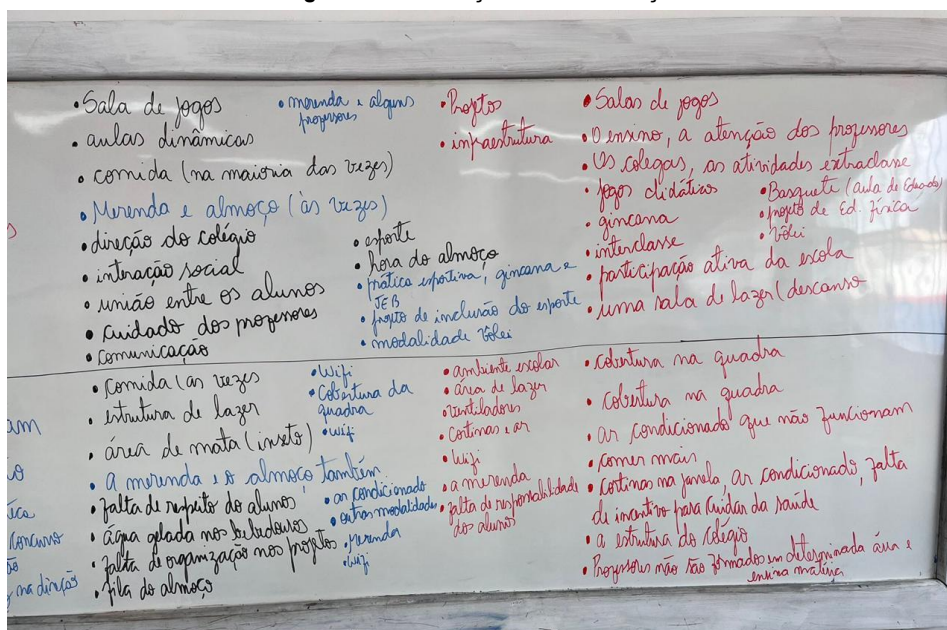 • Sala de jogos
• aulas dinâmicas
• comida (na maioria das vezes)
• Merenda e almoço (às vezes)
• direção do colégio
• interação social
• união entre os alunos
• cuidado dos professores
• comunicação
• merenda e alguns
professores
• esporte
• hora do almoço
• prática esportiva, gincana e
JEB
• projeto de inclusão do esporte
• modalidade vôlei
• Projetos
• infraestrutura
• Salas de jogos
• O ensino, a atenção dos professores
• Os colegas, as atividades extraclasse
• jogos didáticos
• gincana
• interclasse
• participação ativa da escola
• uma sala de lazer (descanso
• Basquete (aula de
• projeto de Ed. física
• Vôlei
am
Concurso
na direção
• comida (as vezes
• estrutura de lazer
• área de mata (inseto)
• a merenda e o almoço também
• falta de respeito do alunos
• água gelada nos bebedouros
• falta de organização nos projetos
• fila do almoço
• Wifi
• Cobertura da
quadra
• wifi
• ar condicionado
• outras modalidades
• Merenda
• wifi
• ambiente escolar
• área de lazer
• ventiladores
• Cortinas e ar
• wifi
• a merenda
• falta de responsabilidade
dos alunos
• cobertura na quadra
• cobertura na quadra
• ar condicionado que não funcionam
• comer mais
• cortinas na janela, ar condicionado, falta
de incentivo para cuidar da saúde
• a estrutura do colégio
• Professores não são formados em determinada área e
ensina matéria